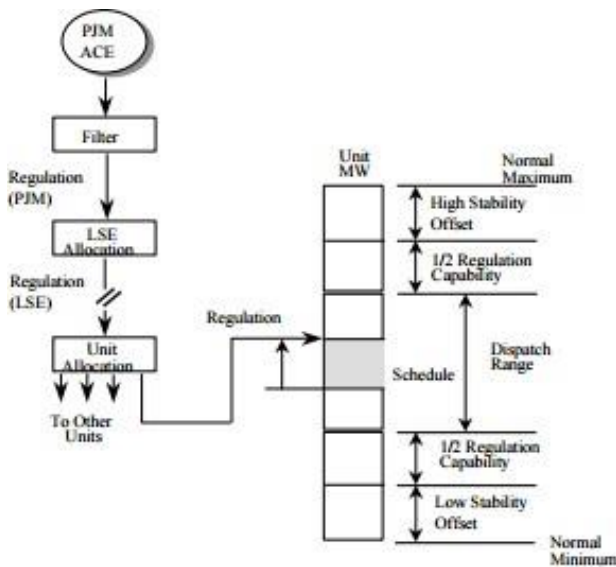 PJM
ACE
Filter
Regulation
(PJM)
LSE
Allocation
Regulation
(LSE)
Unit
Allocation
To Other
Units
Regulation
Unit
MW
Normal
Maximum
High Stability
Offset
1/2 Regulation
Capability
Schedule
Dispatch
Range
1/2 Regulation
Capability
Low Stability
Offset
Normal
Minimum